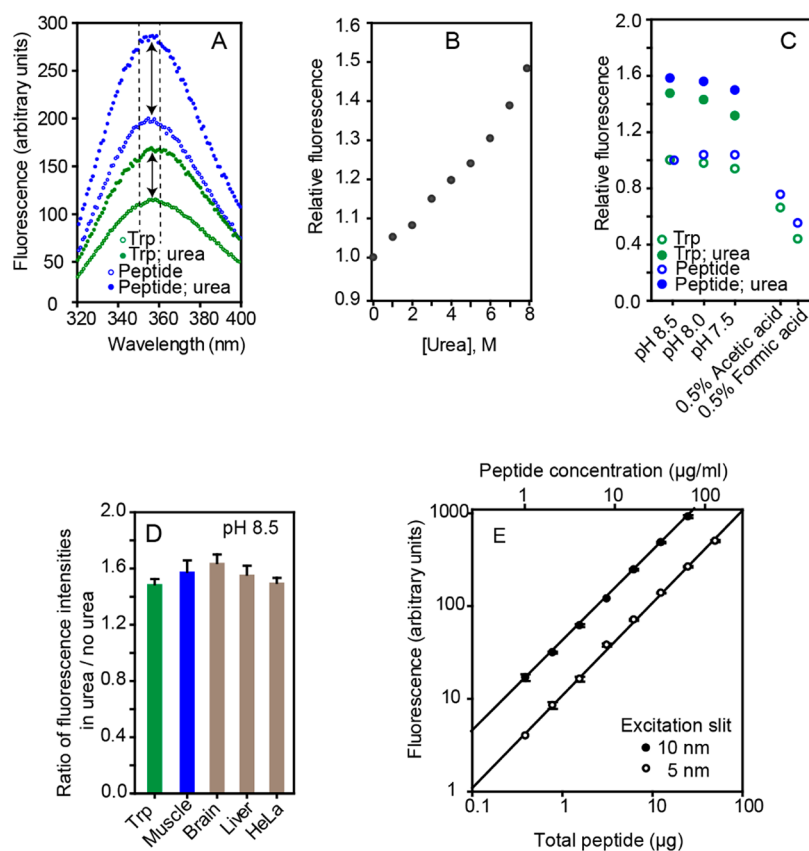 A
Fluorescence (arbitrary units)
300
250
200
150
100
50
0
Trp
Trp; urea
Peptide
Peptide; urea
320 340 360 380 400
Wavelength (nm)
B
Relative fluorescence
1.5
1.4
1.3
1.2
1.1
1.0
0.9
0 2 4 6 8
[Urea], M
C
Relative fluorescence
2.0
1.6
1.2
0.8
0.4
0.0
Trp
Trp; urea
Peptide
Peptide; urea
pH 8.5
pH 8.0
pH 7.5
0.5% Acetic acid
0.5% Formic acid
D
pH 8.5
Ratio of fluorescence intensities
in urea / no urea
2.0
1.6
1.2
0.8
0.4
0.0
Trp
Muscle
Brain
Liver
HeLa
Peptide concentration (µg/ml)
1 10 100
E
Fluorescence (arbitrary units)
1000
100
10
1
Excitation slit
10 nm
5 nm
0.1 1 10 100
Total peptide (µg)